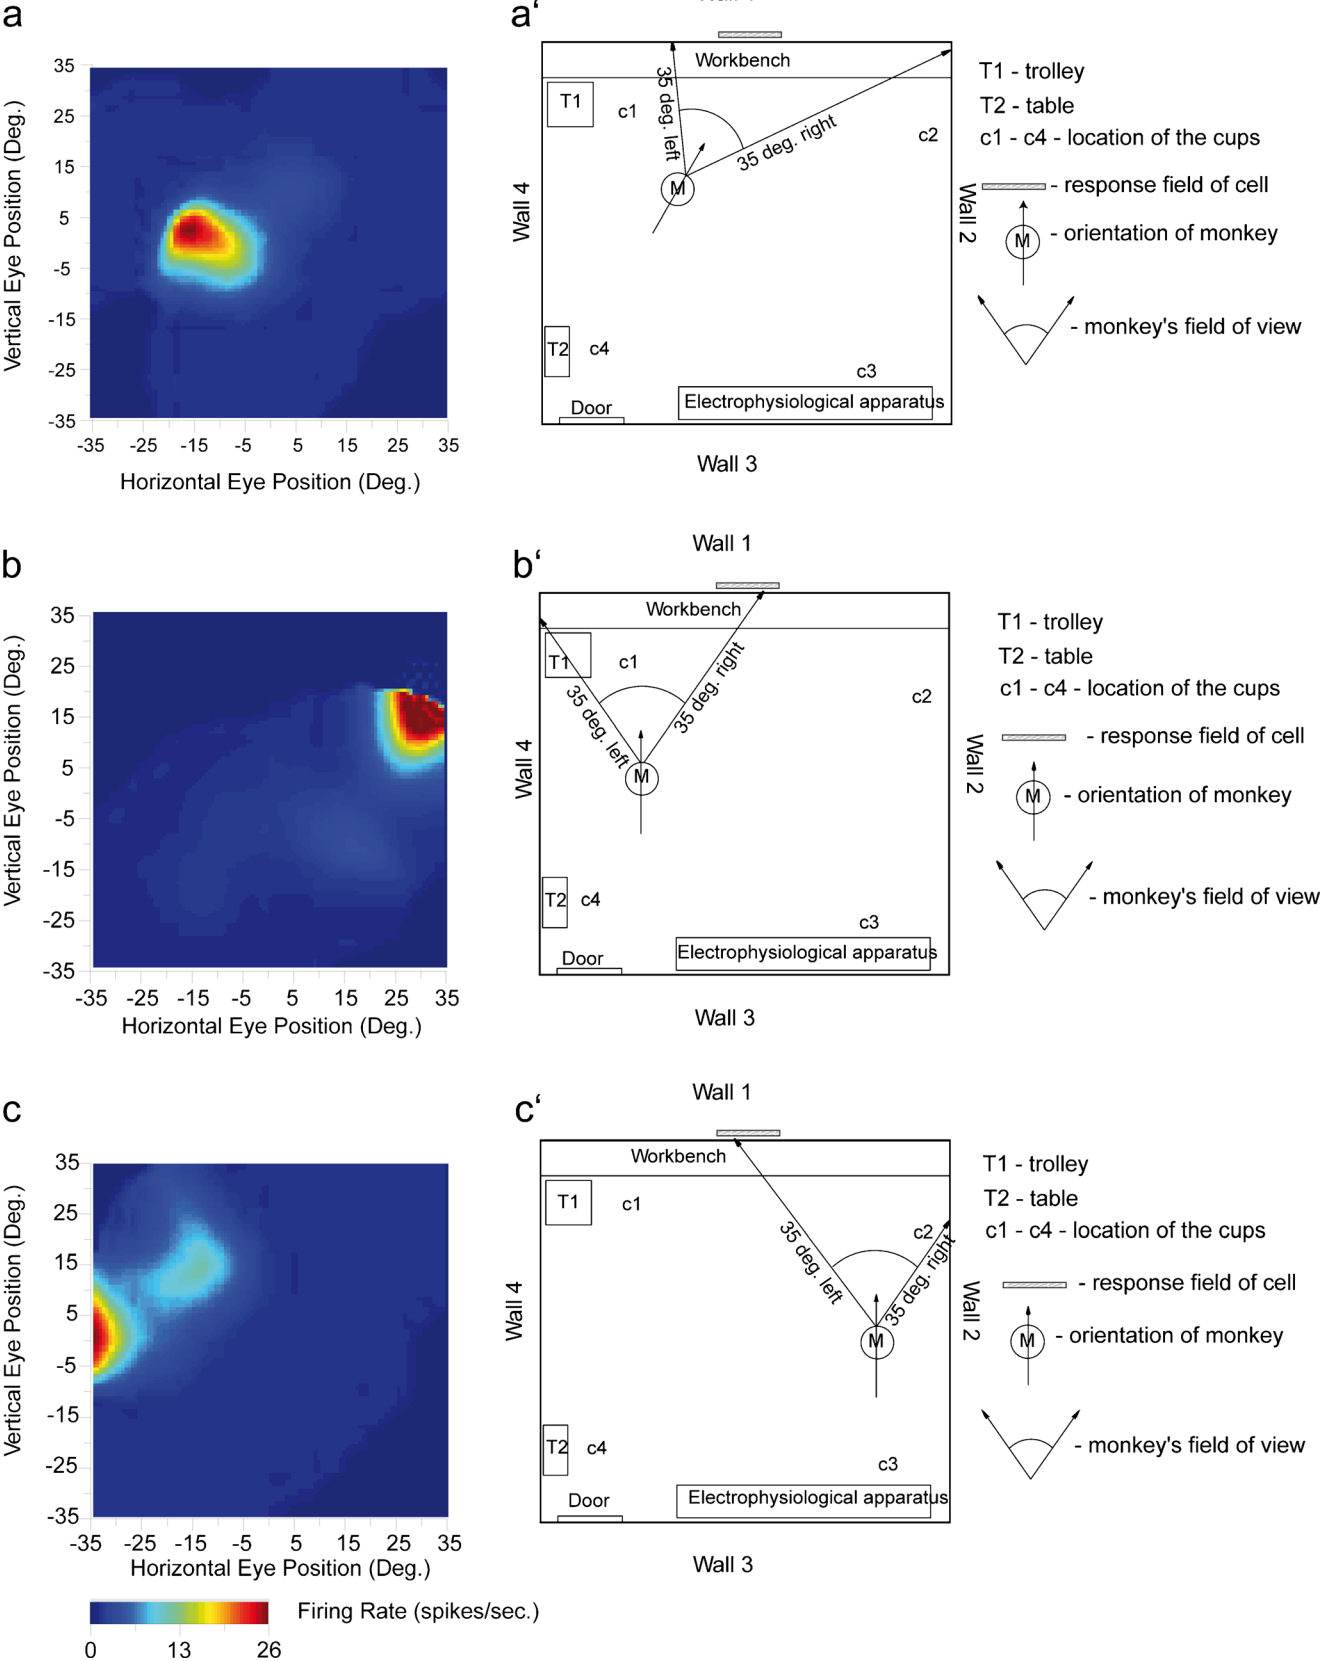 a
35
25
15
5
-5
-15
-25
-35
Vertical Eye Position (Deg.)
-35 -25 -15 -5 5 15 25 35
Horizontal Eye Position (Deg.)
a'
Workbench
T1
c1
c2
35 deg. left
35 deg. right
M
Wall 4
Wall 2
T2
c4
c3
Electrophysiological apparatus
Door
Wall 3
T1 - trolley
T2 - table
c1 - c4 - location of the cups
- response field of cell
M
- orientation of monkey
- monkey's field of view
b
35
25
15
5
-5
-15
-25
-35
Vertical Eye Position (Deg.)
-35 -25 -15 -5 5 15 25 35
Horizontal Eye Position (Deg.)
b'
Wall 1
Workbench
T1
c1
c2
35 deg. left
35 deg. right
M
Wall 4
Wall 2
T2
c4
c3
Electrophysiological apparatus
Door
Wall 3
T1 - trolley
T2 - table
c1 - c4 - location of the cups
- response field of cell
M
- orientation of monkey
- monkey's field of view
c
35
25
15
5
-5
-15
-25
-35
Vertical Eye Position (Deg.)
-35 -25 -15 -5 5 15 25 35
Horizontal Eye Position (Deg.)
c'
Wall 1
Workbench
T1
c1
c2
35 deg. left
35 deg. right
M
Wall 4
Wall 2
T2
c4
c3
Electrophysiological apparatus
Door
Wall 3
T1 - trolley
T2 - table
c1 - c4 - location of the cups
- response field of cell
M
- orientation of monkey
- monkey's field of view
Firing Rate (spikes/sec.)
0 13 26